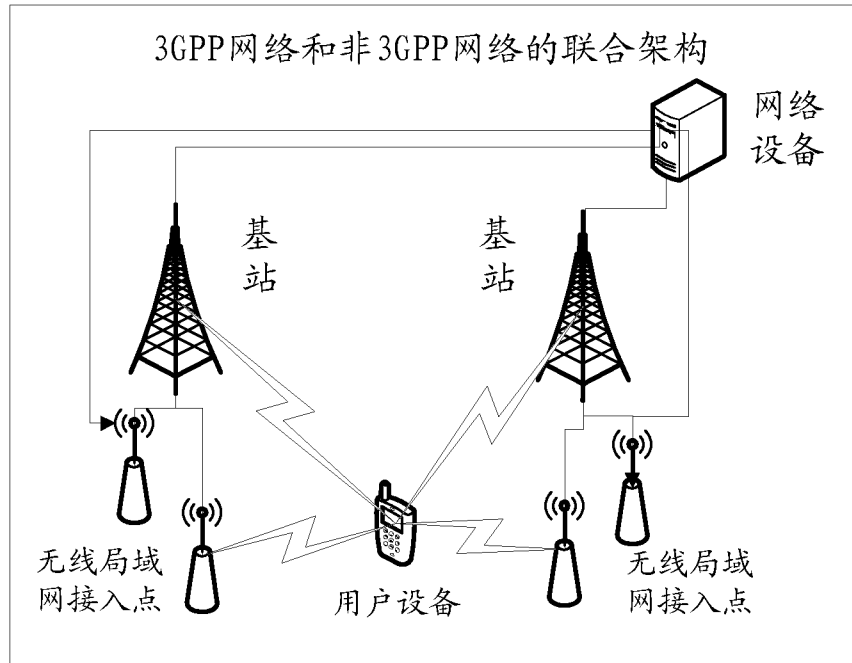 3GPP网络和非3GPP网络的联合架构
网络
设备
基
站
基
站
无线局域
网接入点
用户设备
无线局域
网接入点